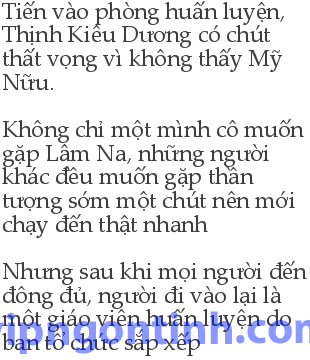 Tiến vào phòng huấn luyện,
Thịnh Kiều Dương có chút
thất vọng vì không thấy Mỹ
Nữu.

Không chỉ một mình cô muốn
gặp Lâm Na, những người
khác đều muốn gặp thần
tượng sớm một chút nên mới
chạy đến thật nhanh

Nhưng sau khi mọi người đến
đông đủ, người đi vào lại là
một giáo viên huấn luyện do
ban tổ chức sắp xếp
vipagontinh.com